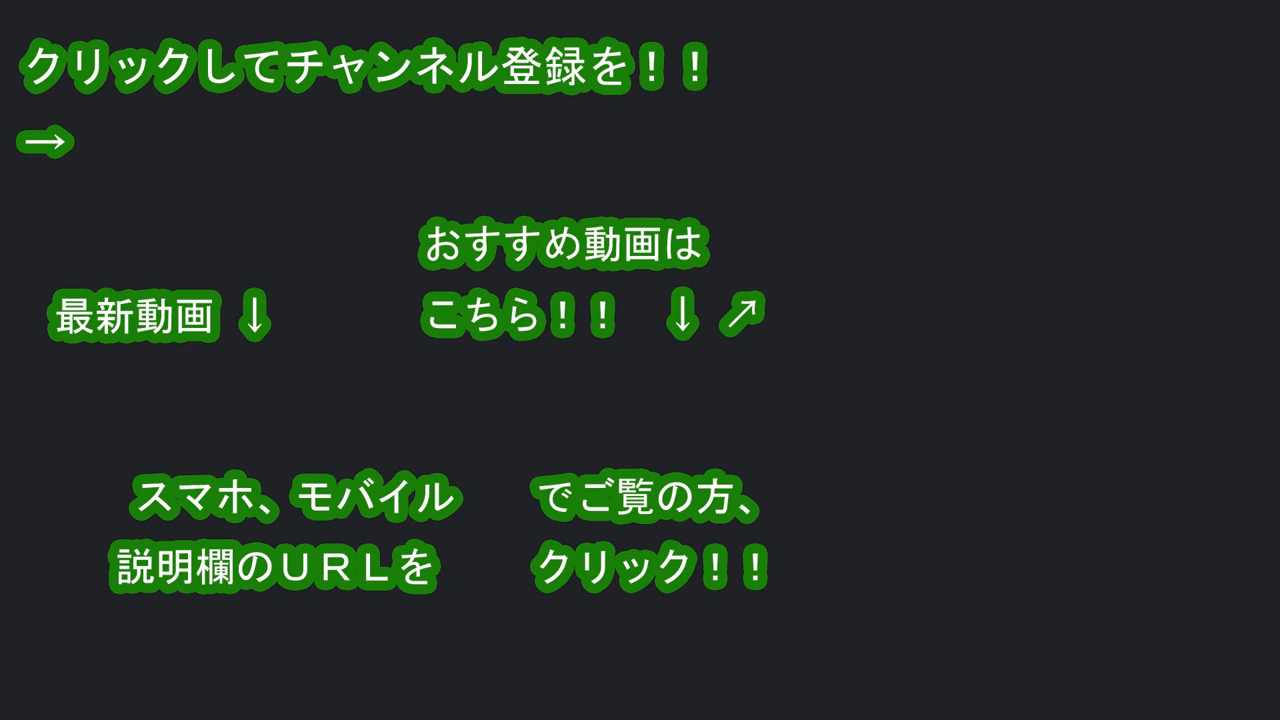 クリックしてチャンネル登録を！！
→
おすすめ動画は
最新動画 ↓
こちら！！ ↓ ↗
スマホ、モバイル でご覧の方、
説明欄のＵＲＬを クリック！！